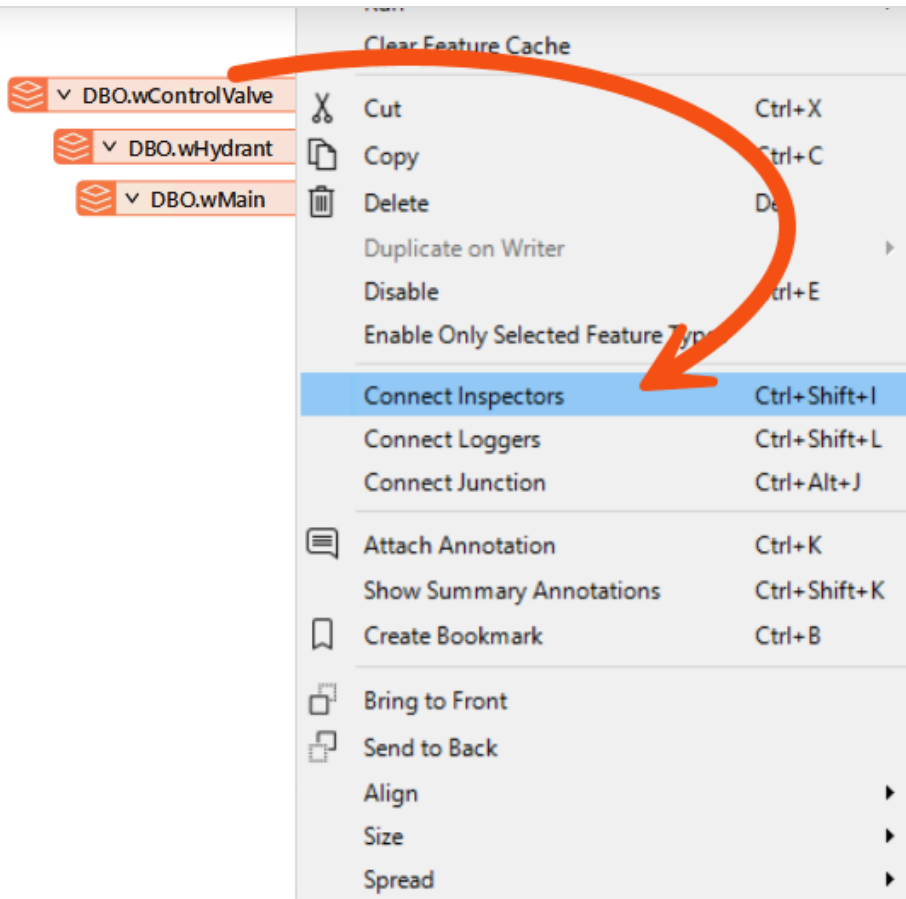 Clear Feature Cache
DBO.wControlValve
Cut Ctrl+X
DBO.wHydrant
Copy Ctrl+C
DBO.wMain
Delete
Duplicate on Writer
Disable Ctrl+E
Enable Only Selected Feature
Connect Inspectors Ctrl+Shift+I
Connect Loggers Ctrl+Shift+L
Connect Junction Ctrl+Alt+J
Attach Annotation Ctrl+K
Show Summary Annotations Ctrl+Shift+K
Create Bookmark Ctrl+B
Bring to Front
Send to Back
Align
Size
Spread